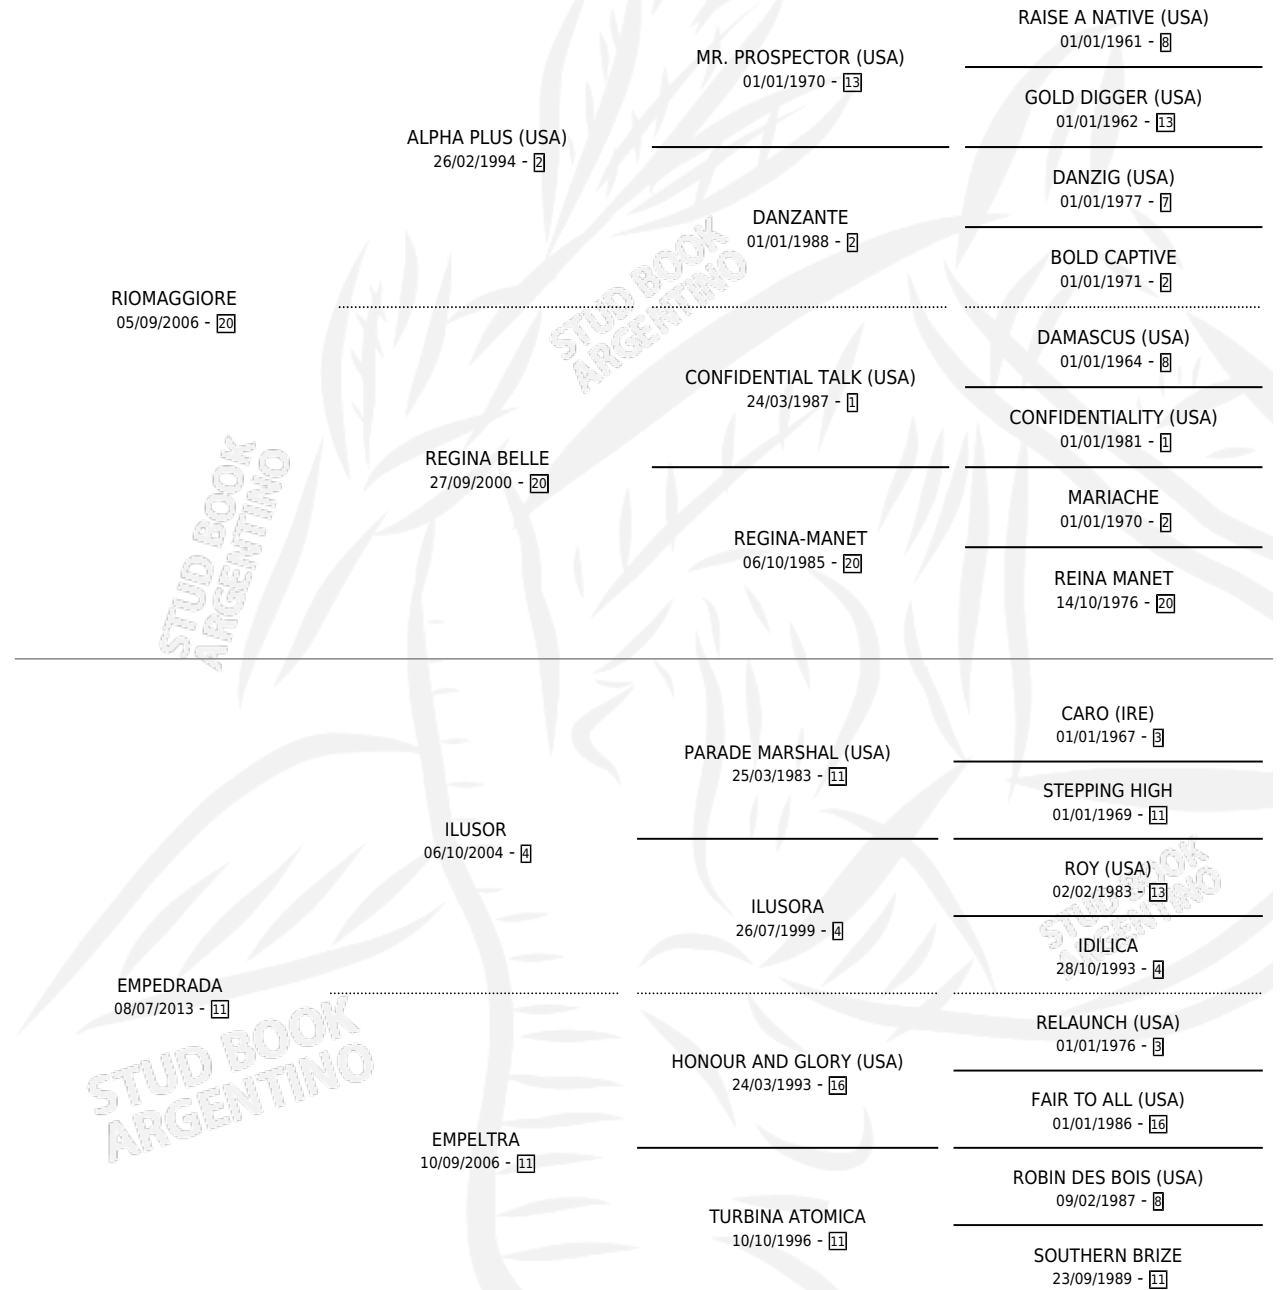 RAISE A NATIVE (USA)
01/01/1961 - 8
MR. PROSPECTOR (USA)
01/01/1970 - 13
GOLD DIGGER (USA)
01/01/1962 - 13
ALPHA PLUS (USA)
26/02/1994 - 2
DANZIG (USA)
01/01/1977 - 7
DANZANTE
01/01/1988 - 2
BOLD CAPTIVE
01/01/1971 - 2
RIOMAGGIORE
05/09/2006 - 20
DAMASCUS (USA)
01/01/1964 - 8
CONFIDENTIAL TALK (USA)
24/03/1987 - 1
CONFIDENTIALITY (USA)
01/01/1981 - 1
REGINA BELLE
27/09/2000 - 20
MARIACHE
01/01/1970 - 2
REGINA-MANET
06/10/1985 - 20
REINA MANET
14/10/1976 - 20
CARO (IRE)
01/01/1967 - 3
PARADE MARSHAL (USA)
25/03/1983 - 11
STEPPING HIGH
01/01/1969 - 11
ILUSOR
06/10/2004 - 4
ROY (USA)
02/02/1983 - 13
ILUSORA
26/07/1999 - 4
IDILICA
28/10/1993 - 4
EMPEDRADA
08/07/2013 - 11
RELAUNCH (USA)
01/01/1976 - 3
HONOUR AND GLORY (USA)
24/03/1993 - 16
FAIR TO ALL (USA)
01/01/1986 - 16
EMPELTRA
10/09/2006 - 11
ROBIN DES BOIS (USA)
09/02/1987 - 8
TURBINA ATOMICA
10/10/1996 - 11
SOUTHERN BRIZE
23/09/1989 - 11
STUD BOOK
ARGENTINO
STUD BOOK
ARGENTINO
STUD BOOK
ARGENTINO
STUD BOOK
ARGENTINO